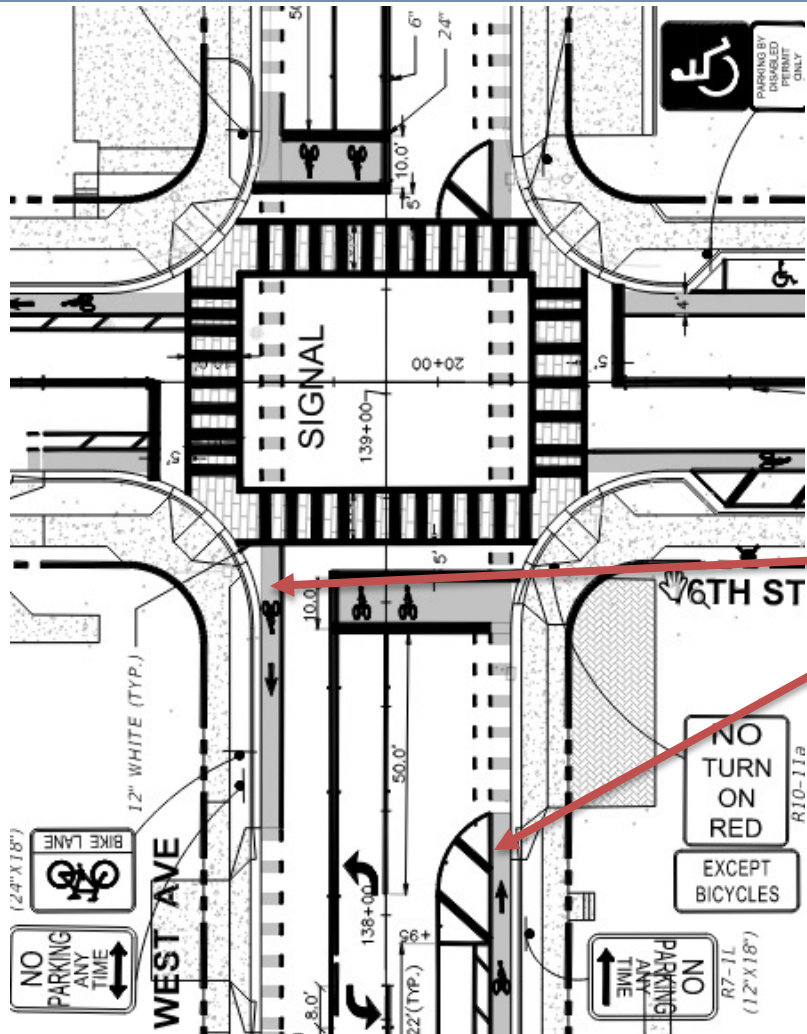 50
6"
24"
10.0'
5'
PARKING BY
DISABLED
PERMIT
ONLY
4'
SIGNAL
20+00
5'
139+00
5'
5'
10.0'
6TH ST
12" WHITE (TYP.)
50.0'
NO
TURN
ON
RED
R10-11a
EXCEPT
BICYCLES
BIKE LANE
(24"X18")
WEST AVE
138+00
NO
PARKING
ANY
TIME
NO
PARKING
ANY
TIME
R7-1L
(12'X18")
8.0'
22'(TYP.)